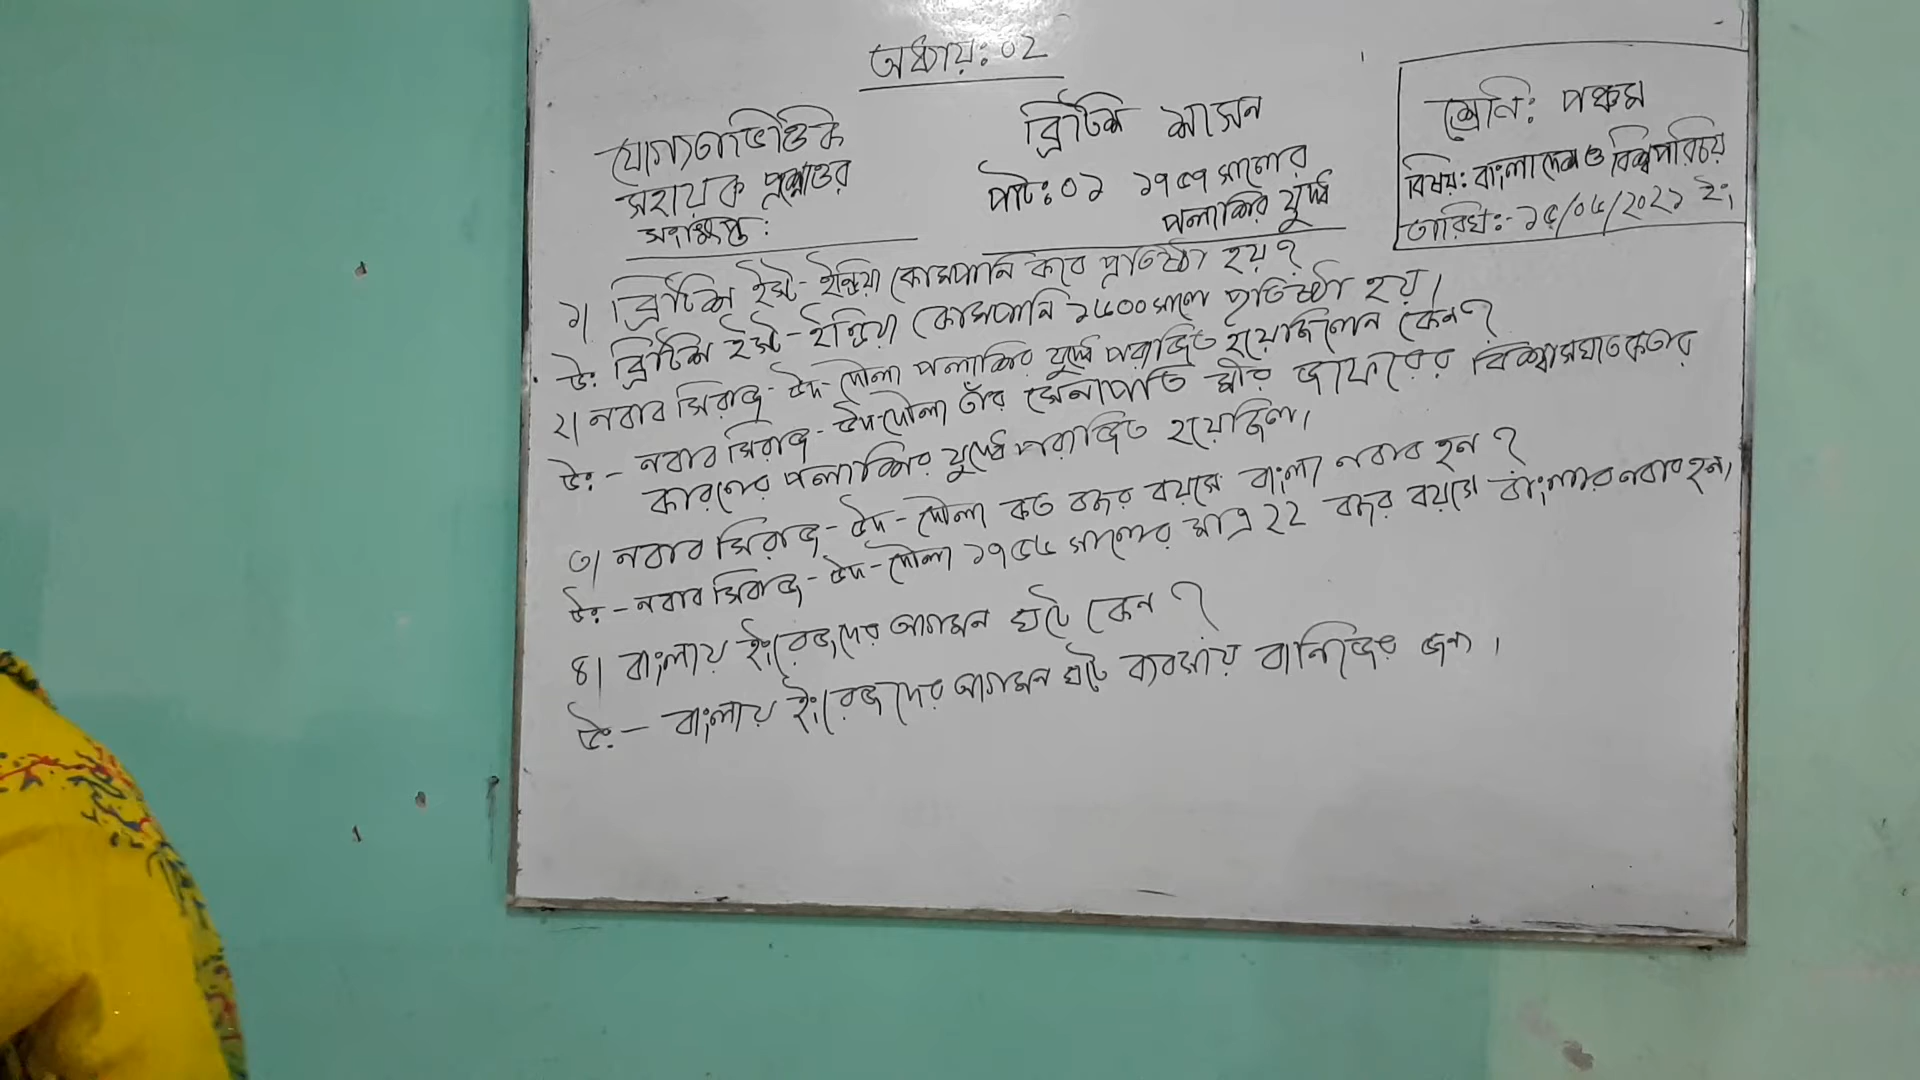 অধ্যায়: ০২
যোগ্যতাভিত্তিক
সহায়ক প্রশ্নোত্তর
সংক্ষিপ্ত:
ব্রিটিশ শাসন
পাট: ০১ ১৭৫৭ সালের
পলাশির যুদ্ধ
শ্রেনি: পঞ্চম
বিষয়: বাংলাদেশ ও বিশ্বপরিচয়
তারিখ:- ১৫/০৬/২০২১ ইং
১| ব্রিটিশ ইস্ট-ইন্ডিয়া কোম্পানি কবে প্রতিষ্ঠা হয়?
উ: ব্রিটিশ ইস্ট-ইন্ডিয়া কোম্পানি ১৬০০ সালে প্রতিষ্ঠা হয়।
২| নবাব সিরাজ-উদ-দৌলা পলাশির যুদ্ধে পরাজিত হয়েছিলেন কেন?
উ:- নবাব সিরাজ-উদ-দৌলা তাঁর সেনাপতি মীর জাফরের বিশ্বাসঘাতকতার
কারণের পলাশির যুদ্ধে পরাজিত হয়েছিল।
৩| নবাব সিরাজ-উদ-দৌলা কত বছর বয়সে বাংলা নবাব হন?
উ:- নবাব সিরাজ-উদ-দৌলা ১৭৫৬ সালের মাত্র ২২ বছর বয়সে বাংলার নবাব হন।
৪| বাংলায় ইংরেজদের আগমন ঘটে কেন?
উ:- বাংলায় ইংরেজদের আগমন ঘটে ব্যবসায় বানিজ্যের জন্য।